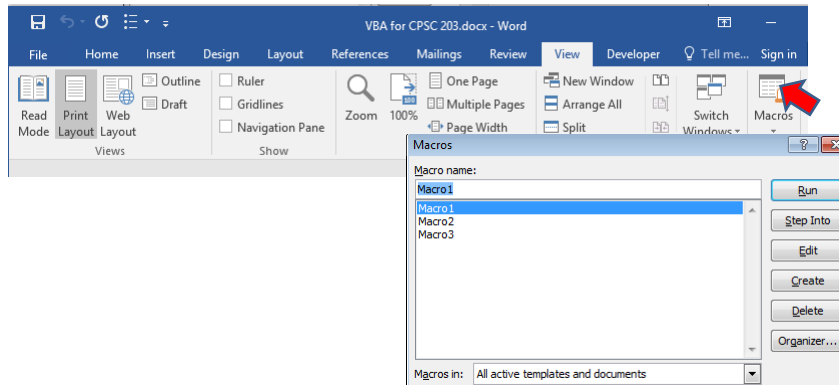 VBA for CPSC 203.docx - Word
File Home Insert Design Layout References Mailings Review View Developer Tell me... Sign in
Read Mode
Print Layout
Web Layout
Outline
Draft
Views
Ruler
Gridlines
Navigation Pane
Show
Zoom
100
100%
One Page
Multiple Pages
Page Width
New Window
Arrange All
Split
Switch Windows
Macros
Macros
?
Macro name:
Macro1
Macro1
Macro2
Macro3
Run
Step Into
Edit
Create
Delete
Organizer...
Macros in: All active templates and documents